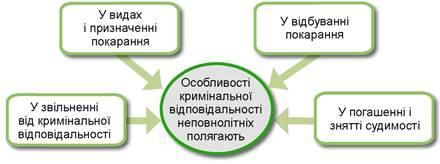 У видах
і призначенні
покарання
У відбуванні
покарання
Особливості
кримінальної
відповідальності
неповнолітніх
полягають
У звільненні
від кримінальної
відповідальності
У погашенні і
знятті судимості